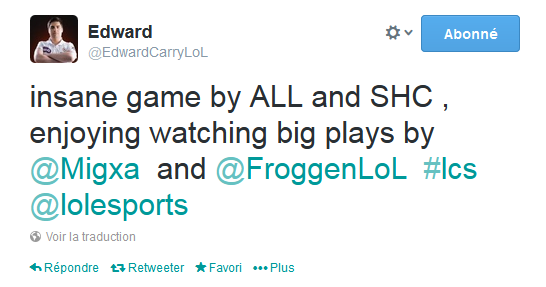 Edward
@EdwardCarryLoL
Abonné
insane game by ALL and SHC ,
enjoying watching big plays by
@Migxa and @FroggenLoL #lcs
@lolesports
Voir la traduction
Répondre Retweeter Favori Plus